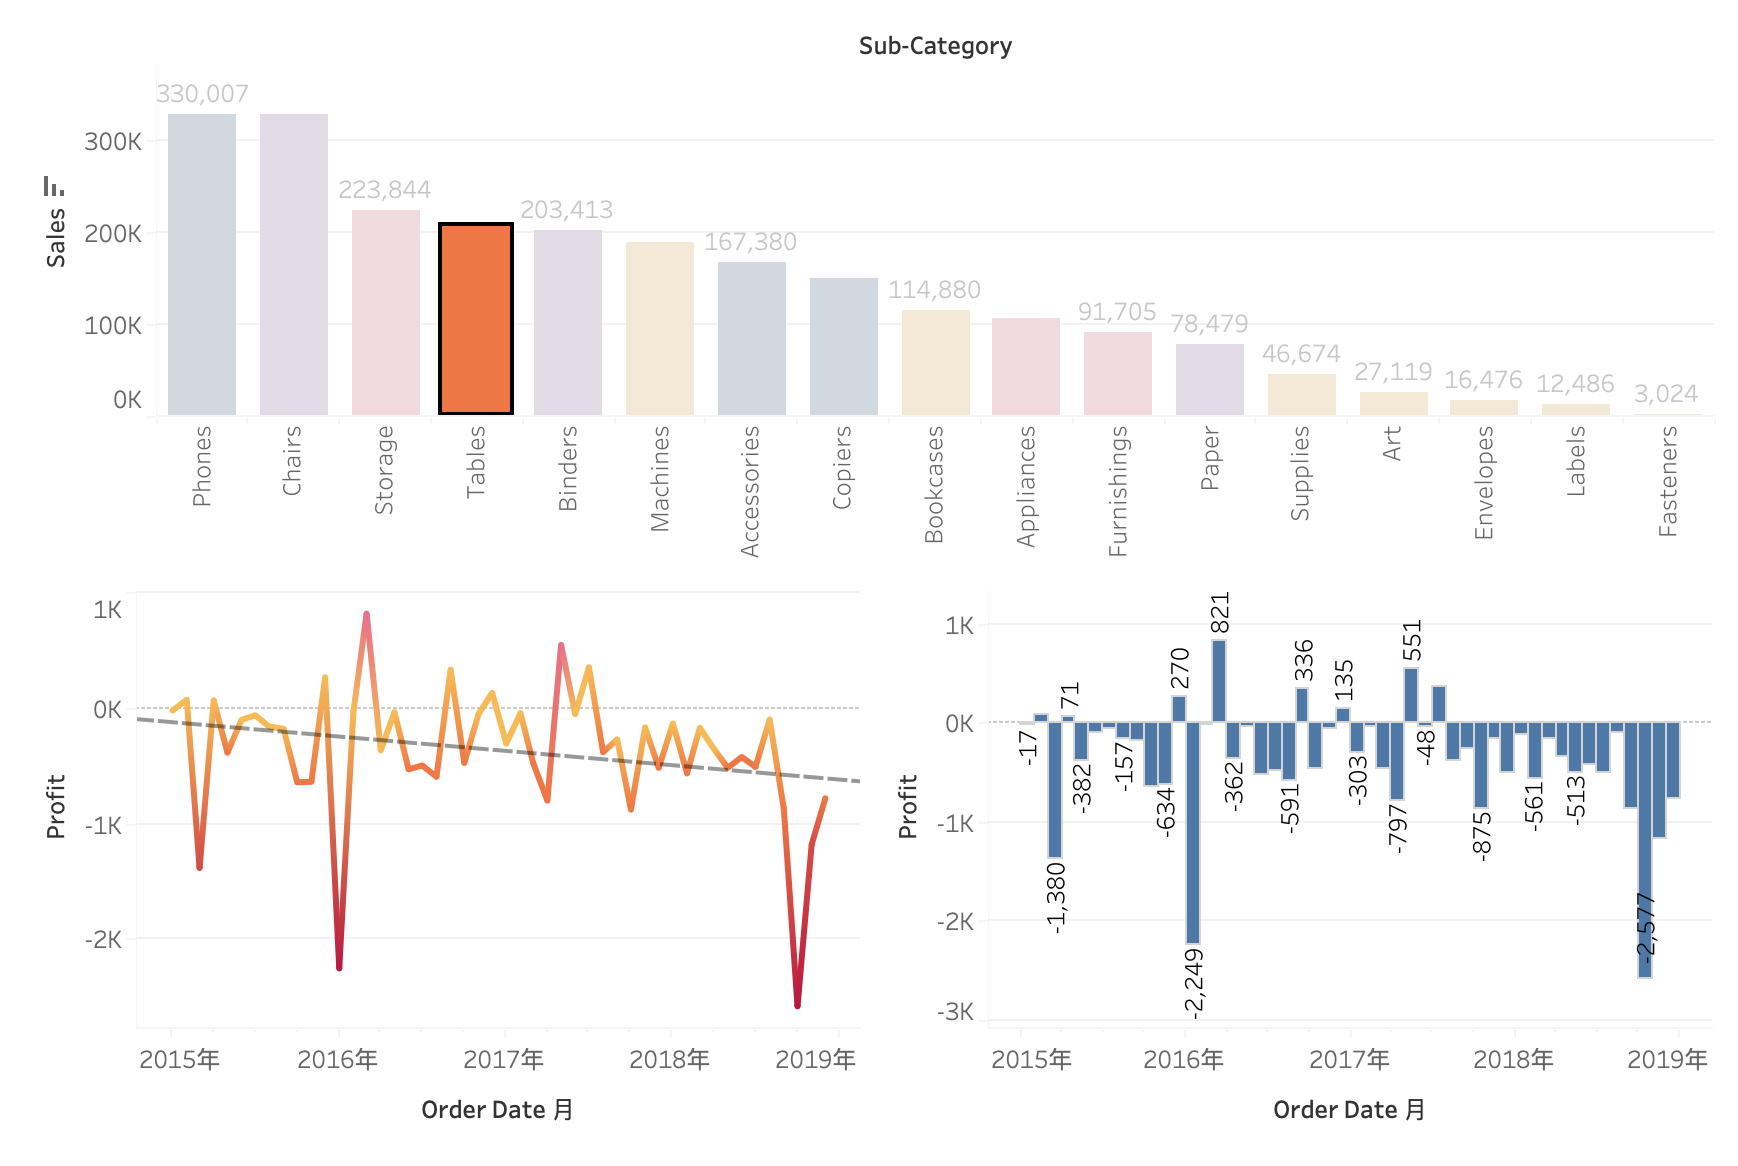 Sub-Category
330,007
223,844
203,413
167,380
114,880
91,705
78,479
46,674
27,119
16,476
12,486
3,024
300K
200K
100K
0K
Sales
Phones
Chairs
Storage
Tables
Binders
Machines
Accessories
Copiers
Bookcases
Appliances
Furnishings
Paper
Supplies
Art
Envelopes
Labels
Fasteners
1K
0K
-1K
-2K
Profit
2015年
2016年
2017年
2018年
2019年
Order Date 月
1K
0K
-1K
-2K
-3K
Profit
-17
-1,380
71
-382
-157
-634
270
-2,249
821
-362
-591
336
135
-303
-797
551
-48
-875
-561
-513
-2,577
2015年
2016年
2017年
2018年
2019年
Order Date 月